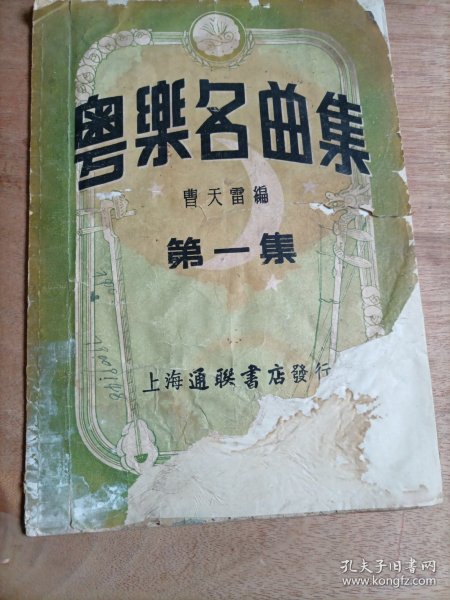 粤樂名曲集
曹天雷編
第一集
上海通聯書店發行
孔夫子旧书网
www.kongfz.com